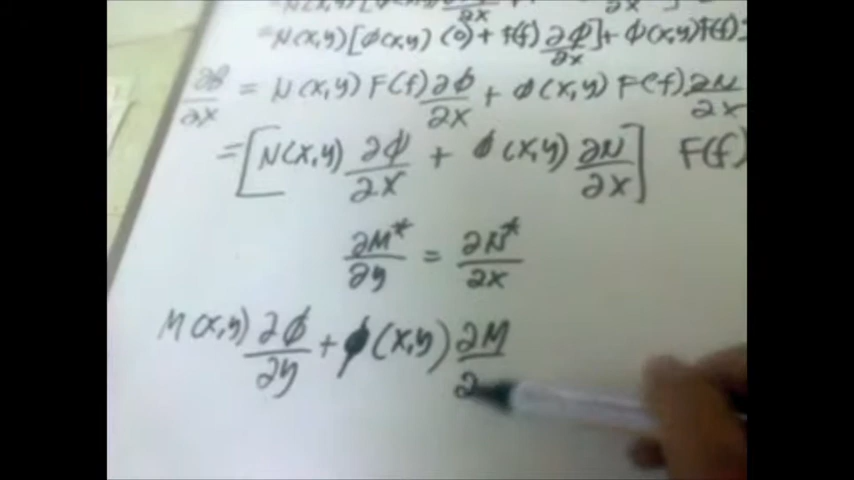 = N(x,y)[ϕ(x,y) (0) + F(f) ∂ϕ/∂x] + ϕ(x,y)F(f)
∂B/∂x = N(x,y) F(f) ∂ϕ/∂x + ϕ(x,y) F(f) ∂N/∂x
= [N(x,y) ∂ϕ/∂x + ϕ(x,y) ∂N/∂x] F(f)
∂M*/∂y = ∂N*/∂x
M(x,y) ∂ϕ/∂y + ϕ(x,y) ∂M/∂